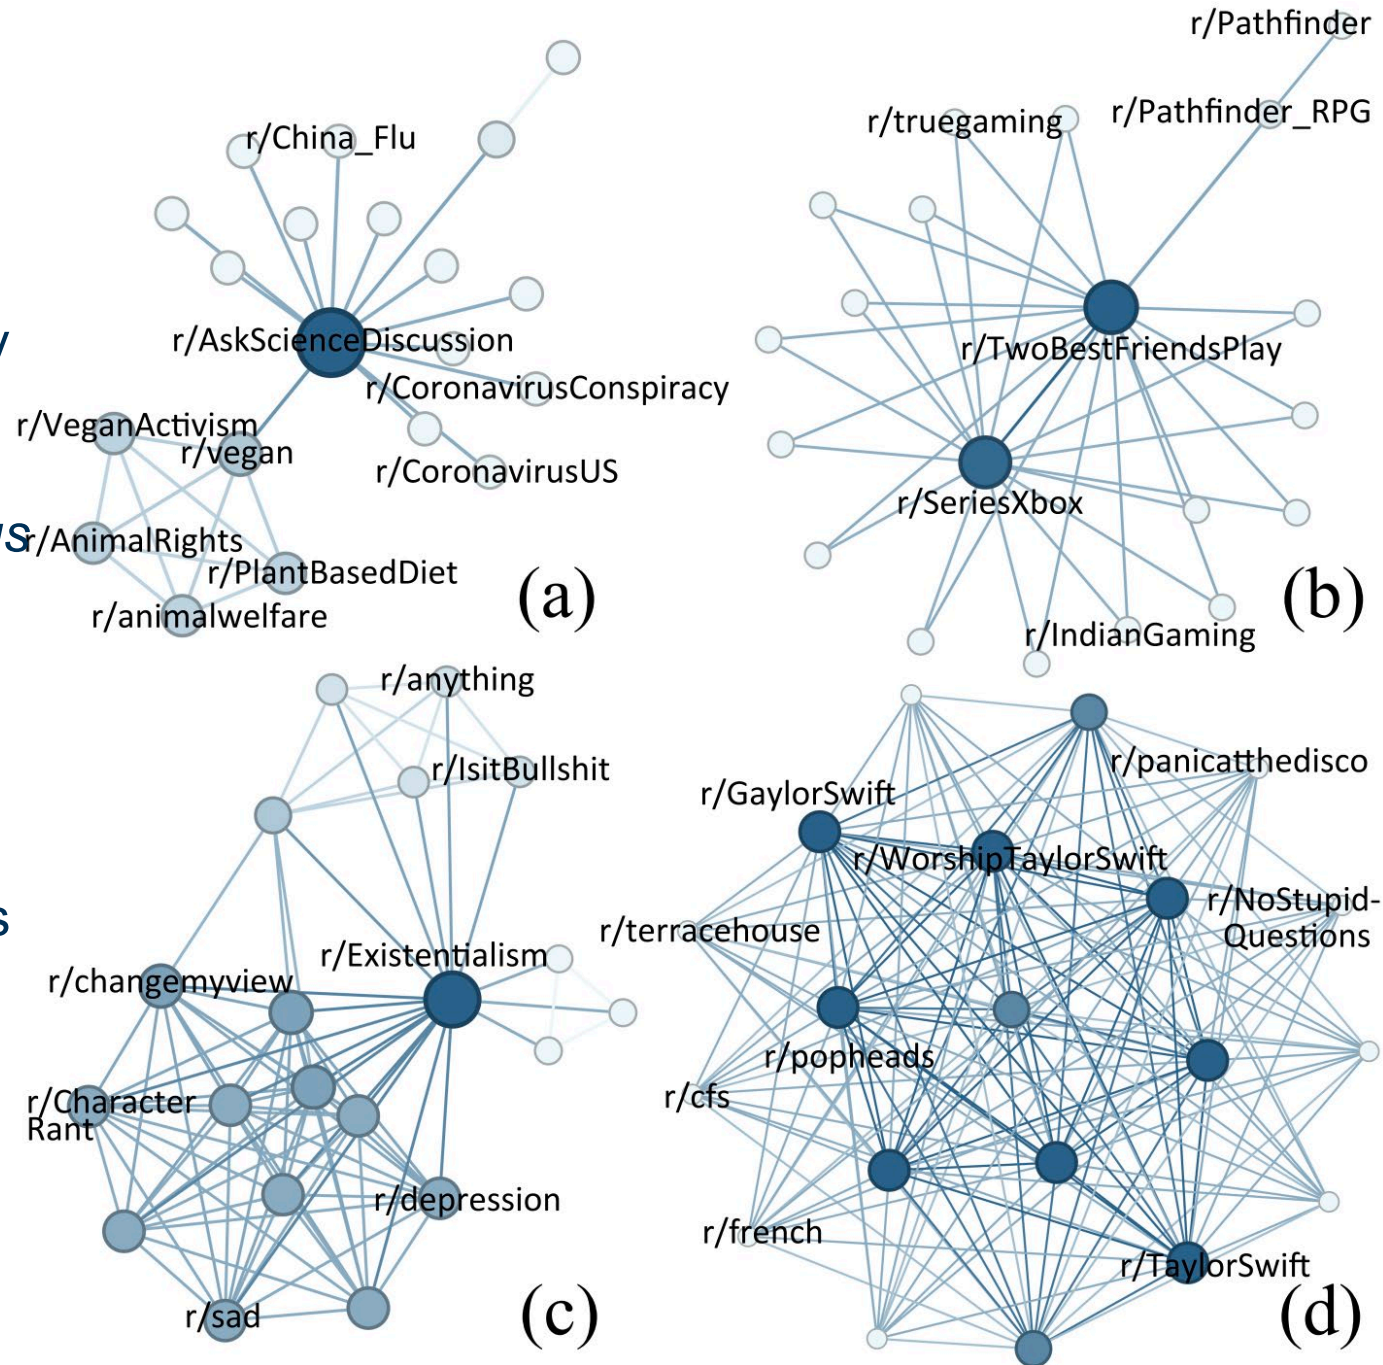 r/China_Flu
r/AskScienceDiscussion
r/CoronavirusConspiracy
r/VeganActivism
r/vegan
r/CoronavirusUS
r/AnimalRights
r/PlantBasedDiet
r/animalwelfare
(a)
r/Pathfinder
r/Pathfinder_RPG
r/truegaming
r/TwoBestFriendsPlay
r/SeriesXbox
r/IndianGaming
(b)
r/anything
r/IsitBullshit
r/Existentialism
r/changemyview
r/Character
Rant
r/depression
r/sad
(c)
r/panicatthedisco
r/GaylorSwift
r/WorshipTaylorSwift
r/NoStupid-
Questions
r/terracehouse
r/popheads
r/cfs
r/french
r/TaylorSwift
(d)